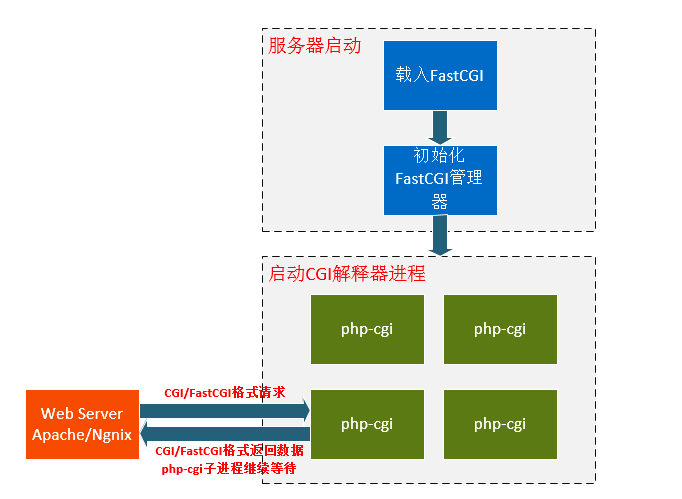 服务器启动
载入FastCGI
初始化
FastCGI管理
器
启动CGI解释器进程
php-cgi
php-cgi
CGI/FastCGI格式请求
Web Server
Apache/Ngnix
php-cgi
php-cgi
CGI/FastCGI格式返回数据
php-cgi子进程继续等待